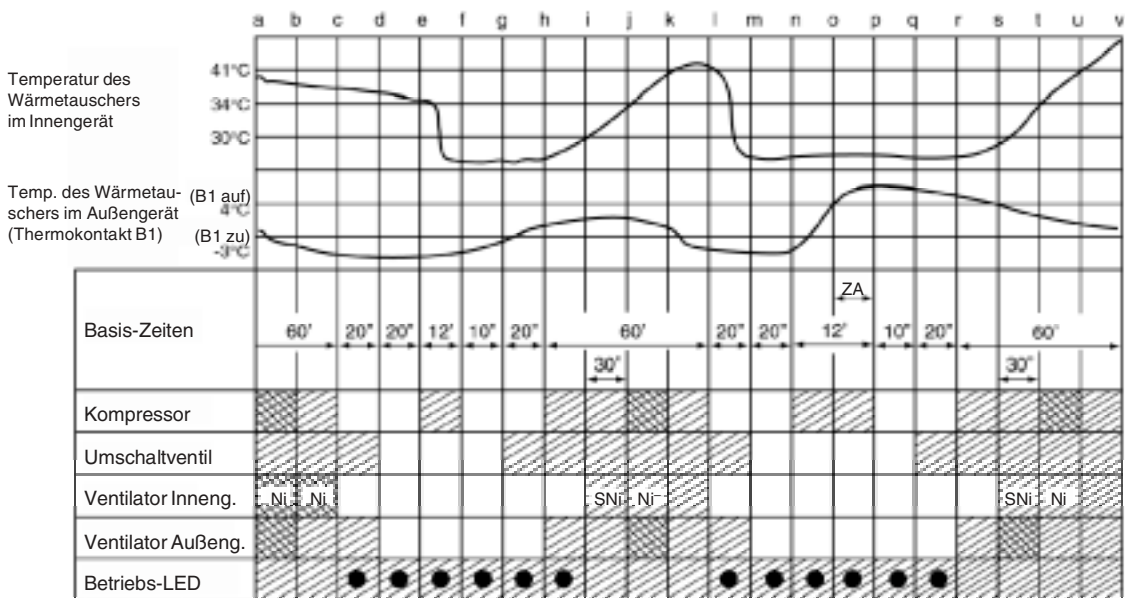 a b c d e f g h i j k l m n o p q r s t u v
Temperatur des
Wärmetauschers
im Innengerät
41°C
34°C
30°C
Temp. des Wärmetau-
schers im Außengerät
(Thermokontakt B1)
(B1 auf)
4°C
(B1 zu)
-3°C
Basis-Zeiten
ZA
60' 20" 20" 12' 10" 20" 60' 20" 20" 12' 10" 20" 60'
30" 30"
Kompressor
Umschaltventil
Ventilator Inneng. Ni Ni SNi Ni SNi Ni
Ventilator Außeng.
Betriebs-LED